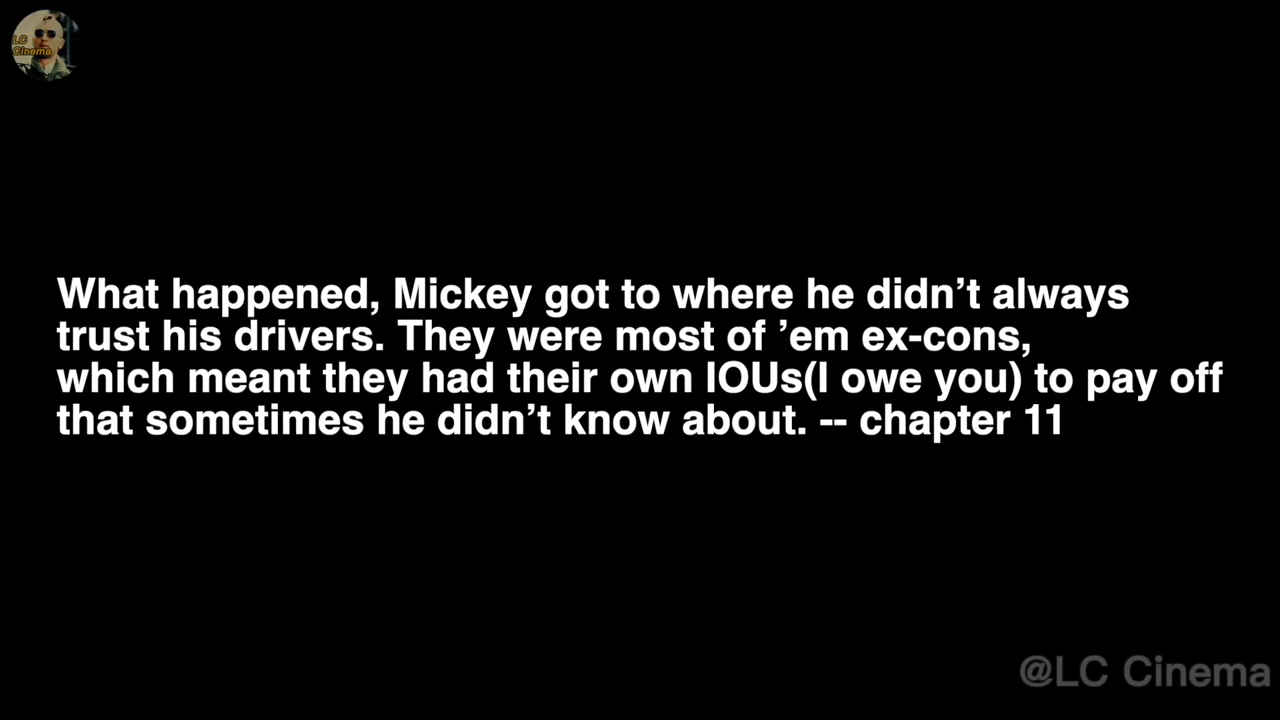 LC
Cinema
What happened, Mickey got to where he didn’t always
trust his drivers. They were most of ’em ex-cons,
which meant they had their own IOUs(I owe you) to pay off
that sometimes he didn’t know about. -- chapter 11
@LC Cinema